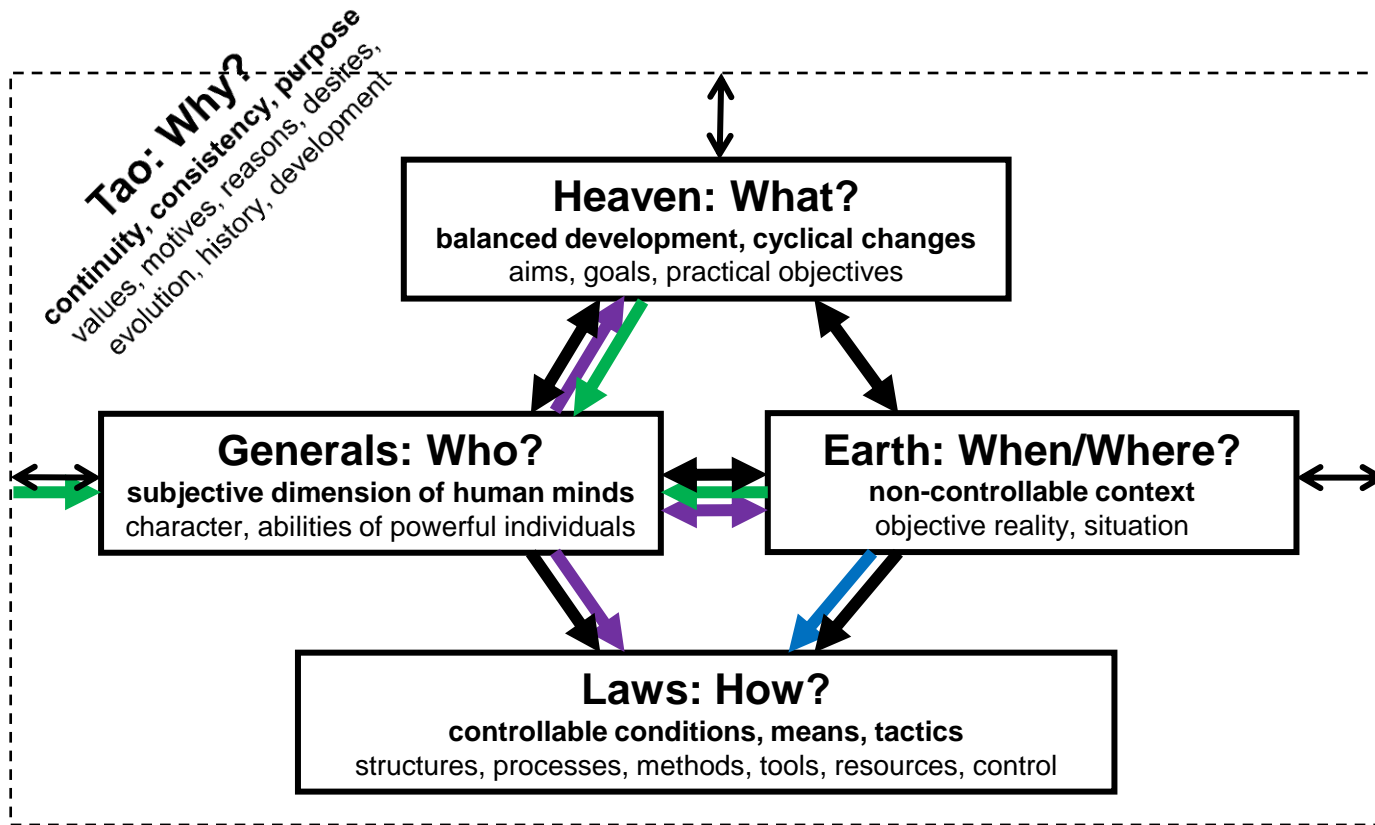 Tao: Why?
continuity, consistency, purpose
values, motives, reasons, desires,
evolution, history, development
Heaven: What?
balanced development, cyclical changes
aims, goals, practical objectives
Generals: Who?
subjective dimension of human minds
character, abilities of powerful individuals
Earth: When/Where?
non-controllable context
objective reality, situation
Laws: How?
controllable conditions, means, tactics
structures, processes, methods, tools, resources, control